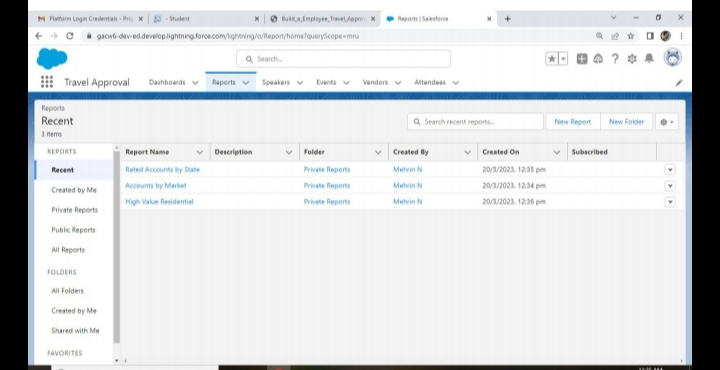 Platform Login Credentials - Proj
- Student
Build_a_Employee_Travel_Approv
Reports | Salesforce
gacw6-dev-ed.develop.lightning.force.com/lightning/o/Report/home?queryScope=mru
Search...
Travel Approval
Dashboards
Reports
Speakers
Events
Vendors
Attendees
Reports
Recent
3 items
Search recent reports...
New Report
New Folder
REPORTS
Recent
Created by Me
Private Reports
Public Reports
All Reports
FOLDERS
All Folders
Created by Me
Shared with Me
FAVORITES
Report Name Description Folder Created By Created On Subscribed
Rated Accounts by State Private Reports Mehrin N 20/3/2023, 12:35 pm
Accounts by Market Private Reports Mehrin N 20/3/2023, 12:34 pm
High Value Residential Private Reports Mehrin N 20/3/2023, 12:36 pm